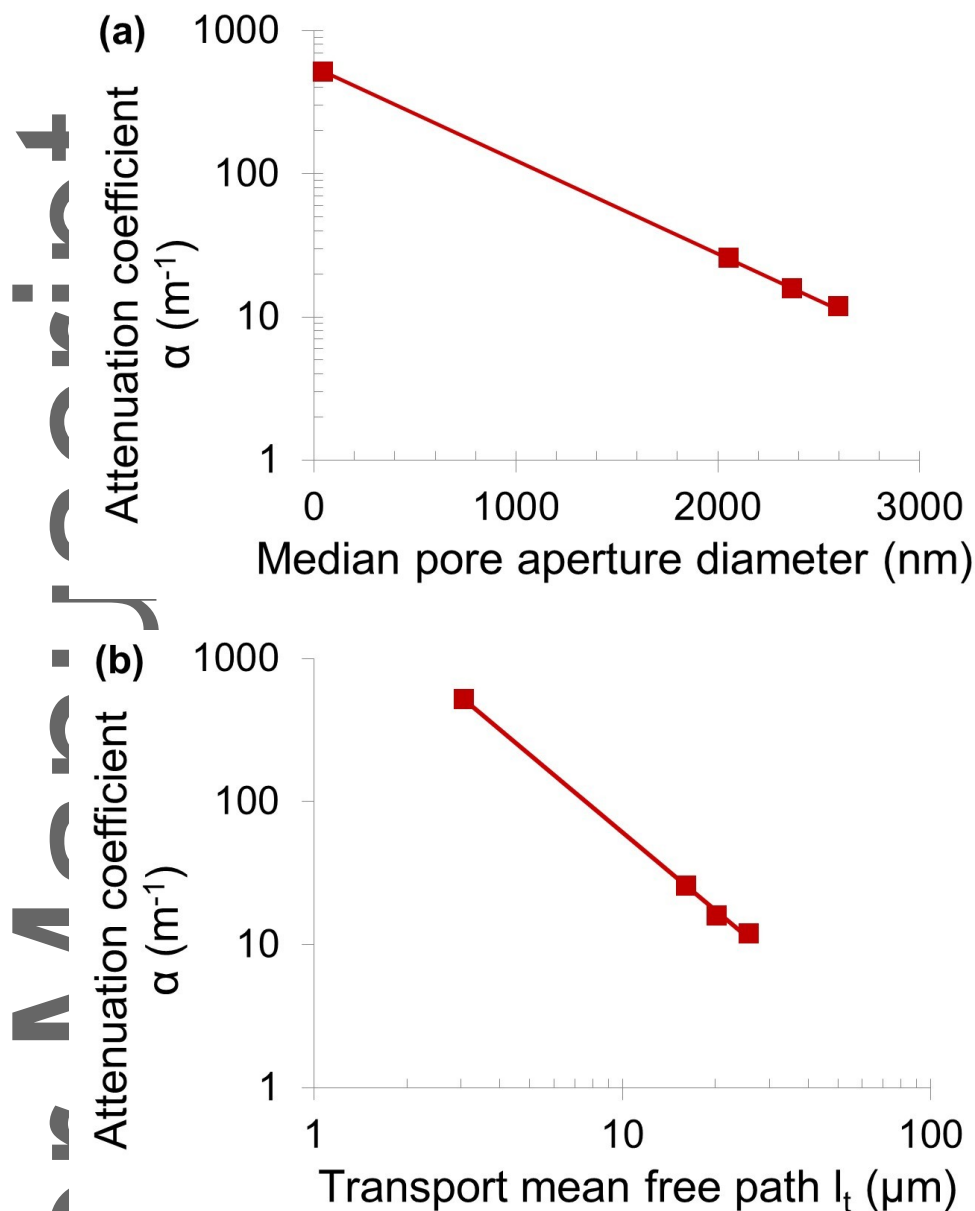 (a)
Attenuation coefficient
α (m⁻¹)
1000
100
10
1
0 1000 2000 3000
Median pore aperture diameter (nm)
(b)
Attenuation coefficient
α (m⁻¹)
1000
100
10
1
1 10 100
Transport mean free path lₜ (µm)